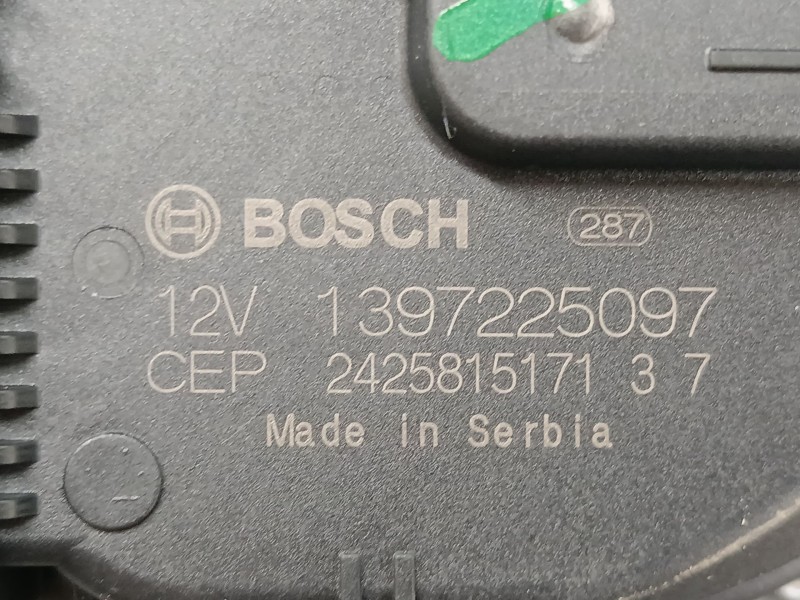 BOSCH 287
12V 1397225097
CEP 2425815171 3 7
Made in Serbia